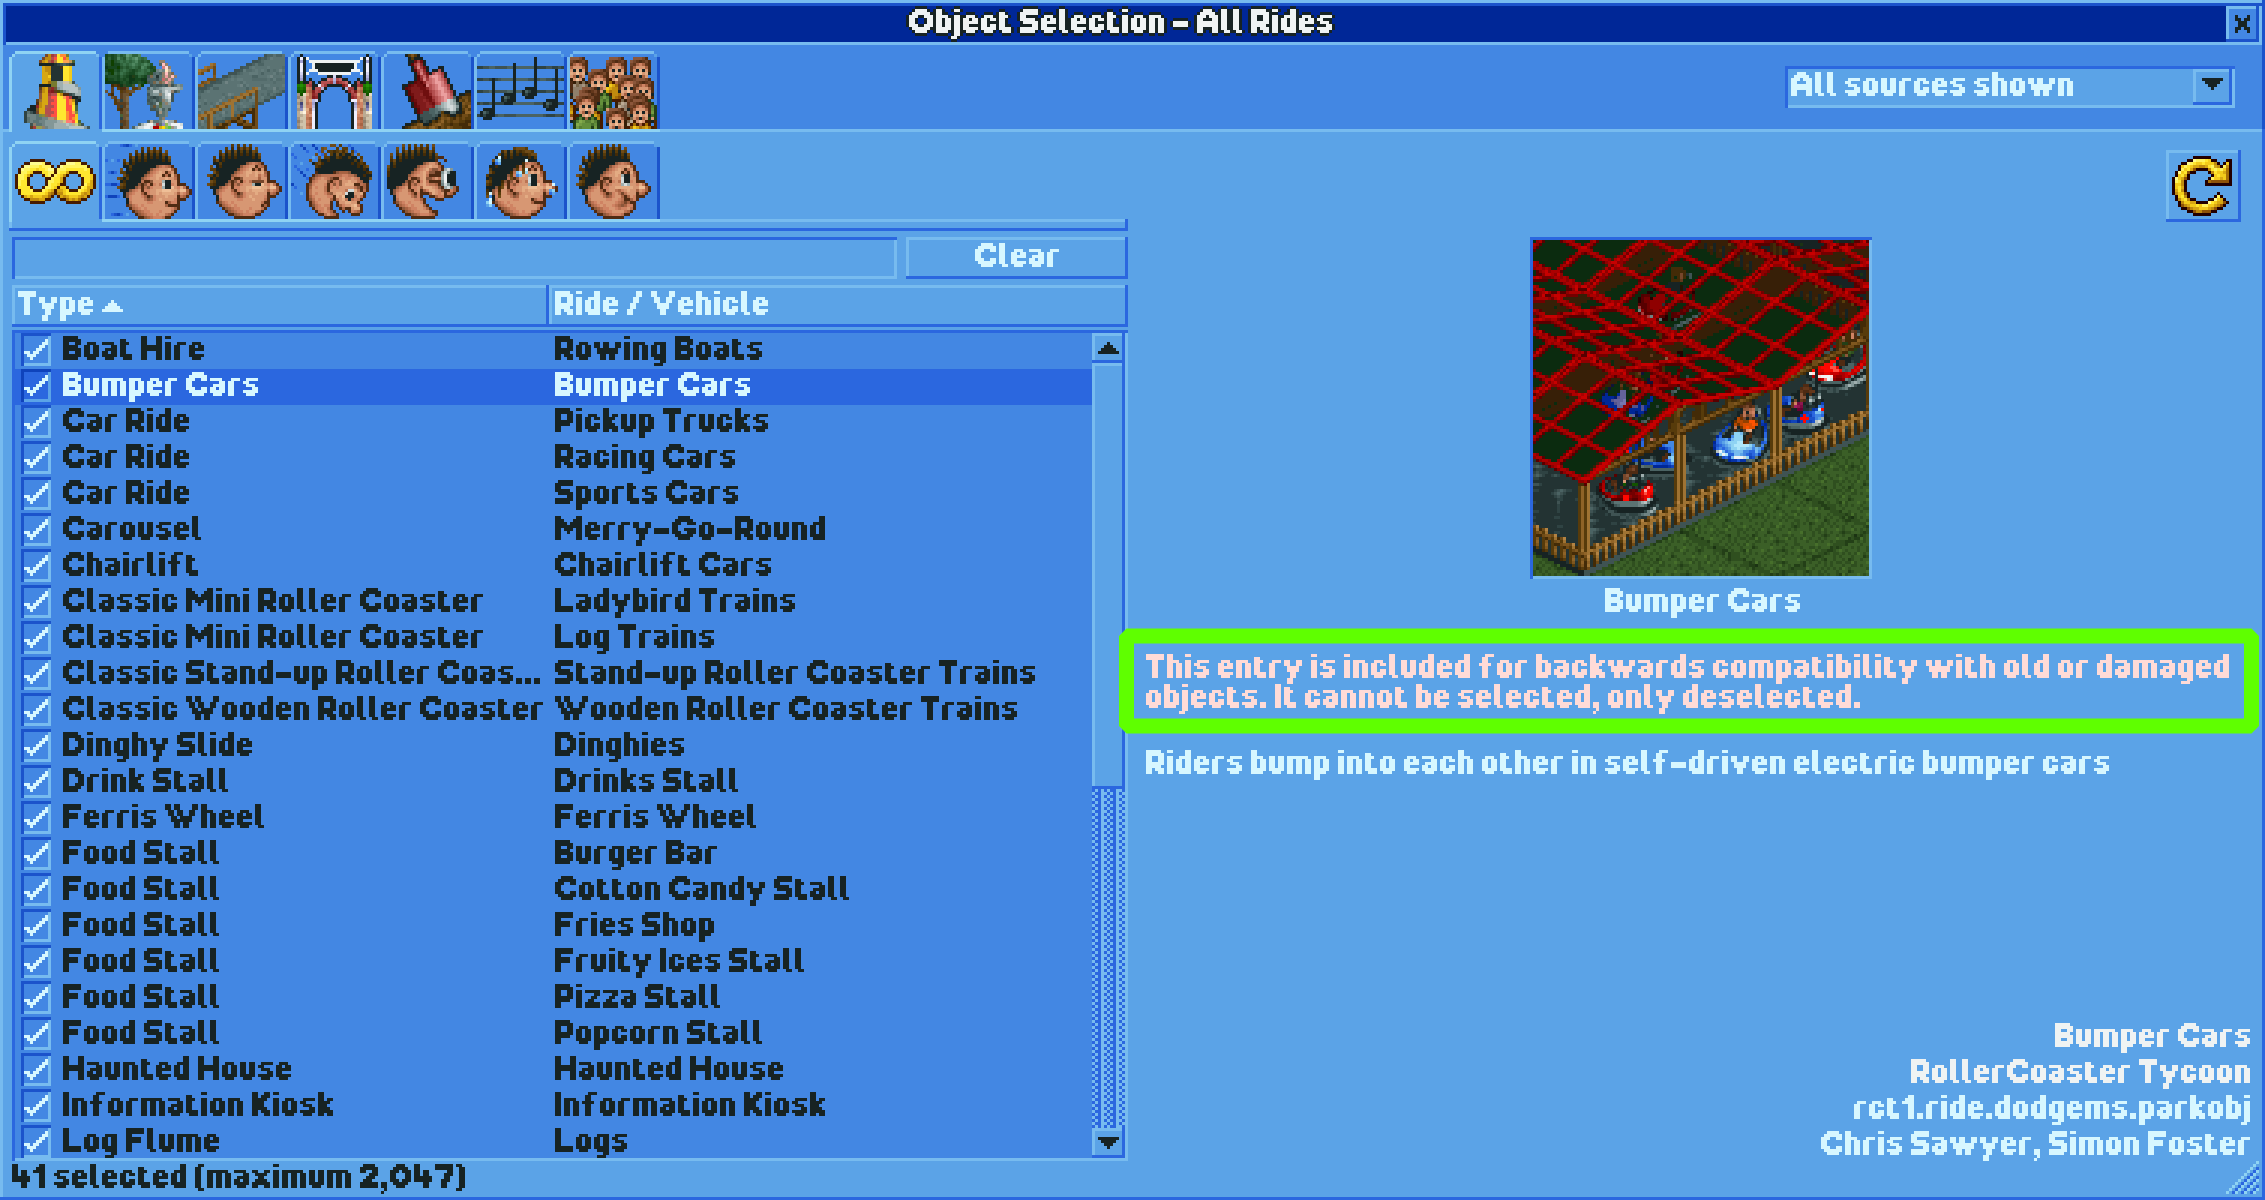 Object Selection - All Rides
All sources shown
Clear
Type
Ride / Vehicle
Boat Hire Rowing Boats
Bumper Cars Bumper Cars
Car Ride Pickup Trucks
Car Ride Racing Cars
Car Ride Sports Cars
Carousel Merry-Go-Round
Chairlift Chairlift Cars
Classic Mini Roller Coaster Ladybird Trains
Classic Mini Roller Coaster Log Trains
Classic Stand-up Roller Coas... Stand-up Roller Coaster Trains
Classic Wooden Roller Coaster Wooden Roller Coaster Trains
Dinghy Slide Dinghies
Drink Stall Drinks Stall
Ferris Wheel Ferris Wheel
Food Stall Burger Bar
Food Stall Cotton Candy Stall
Food Stall Fries Shop
Food Stall Fruity Ices Stall
Food Stall Pizza Stall
Food Stall Popcorn Stall
Haunted House Haunted House
Information Kiosk Information Kiosk
Log Flume Logs
41 selected (maximum 2,047)
Bumper Cars
This entry is included for backwards compatibility with old or damaged
objects. It cannot be selected, only deselected.
Riders bump into each other in self-driven electric bumper cars
Bumper Cars
RollerCoaster Tycoon
rct1.ride.dodgems.parkobj
Chris Sawyer, Simon Foster